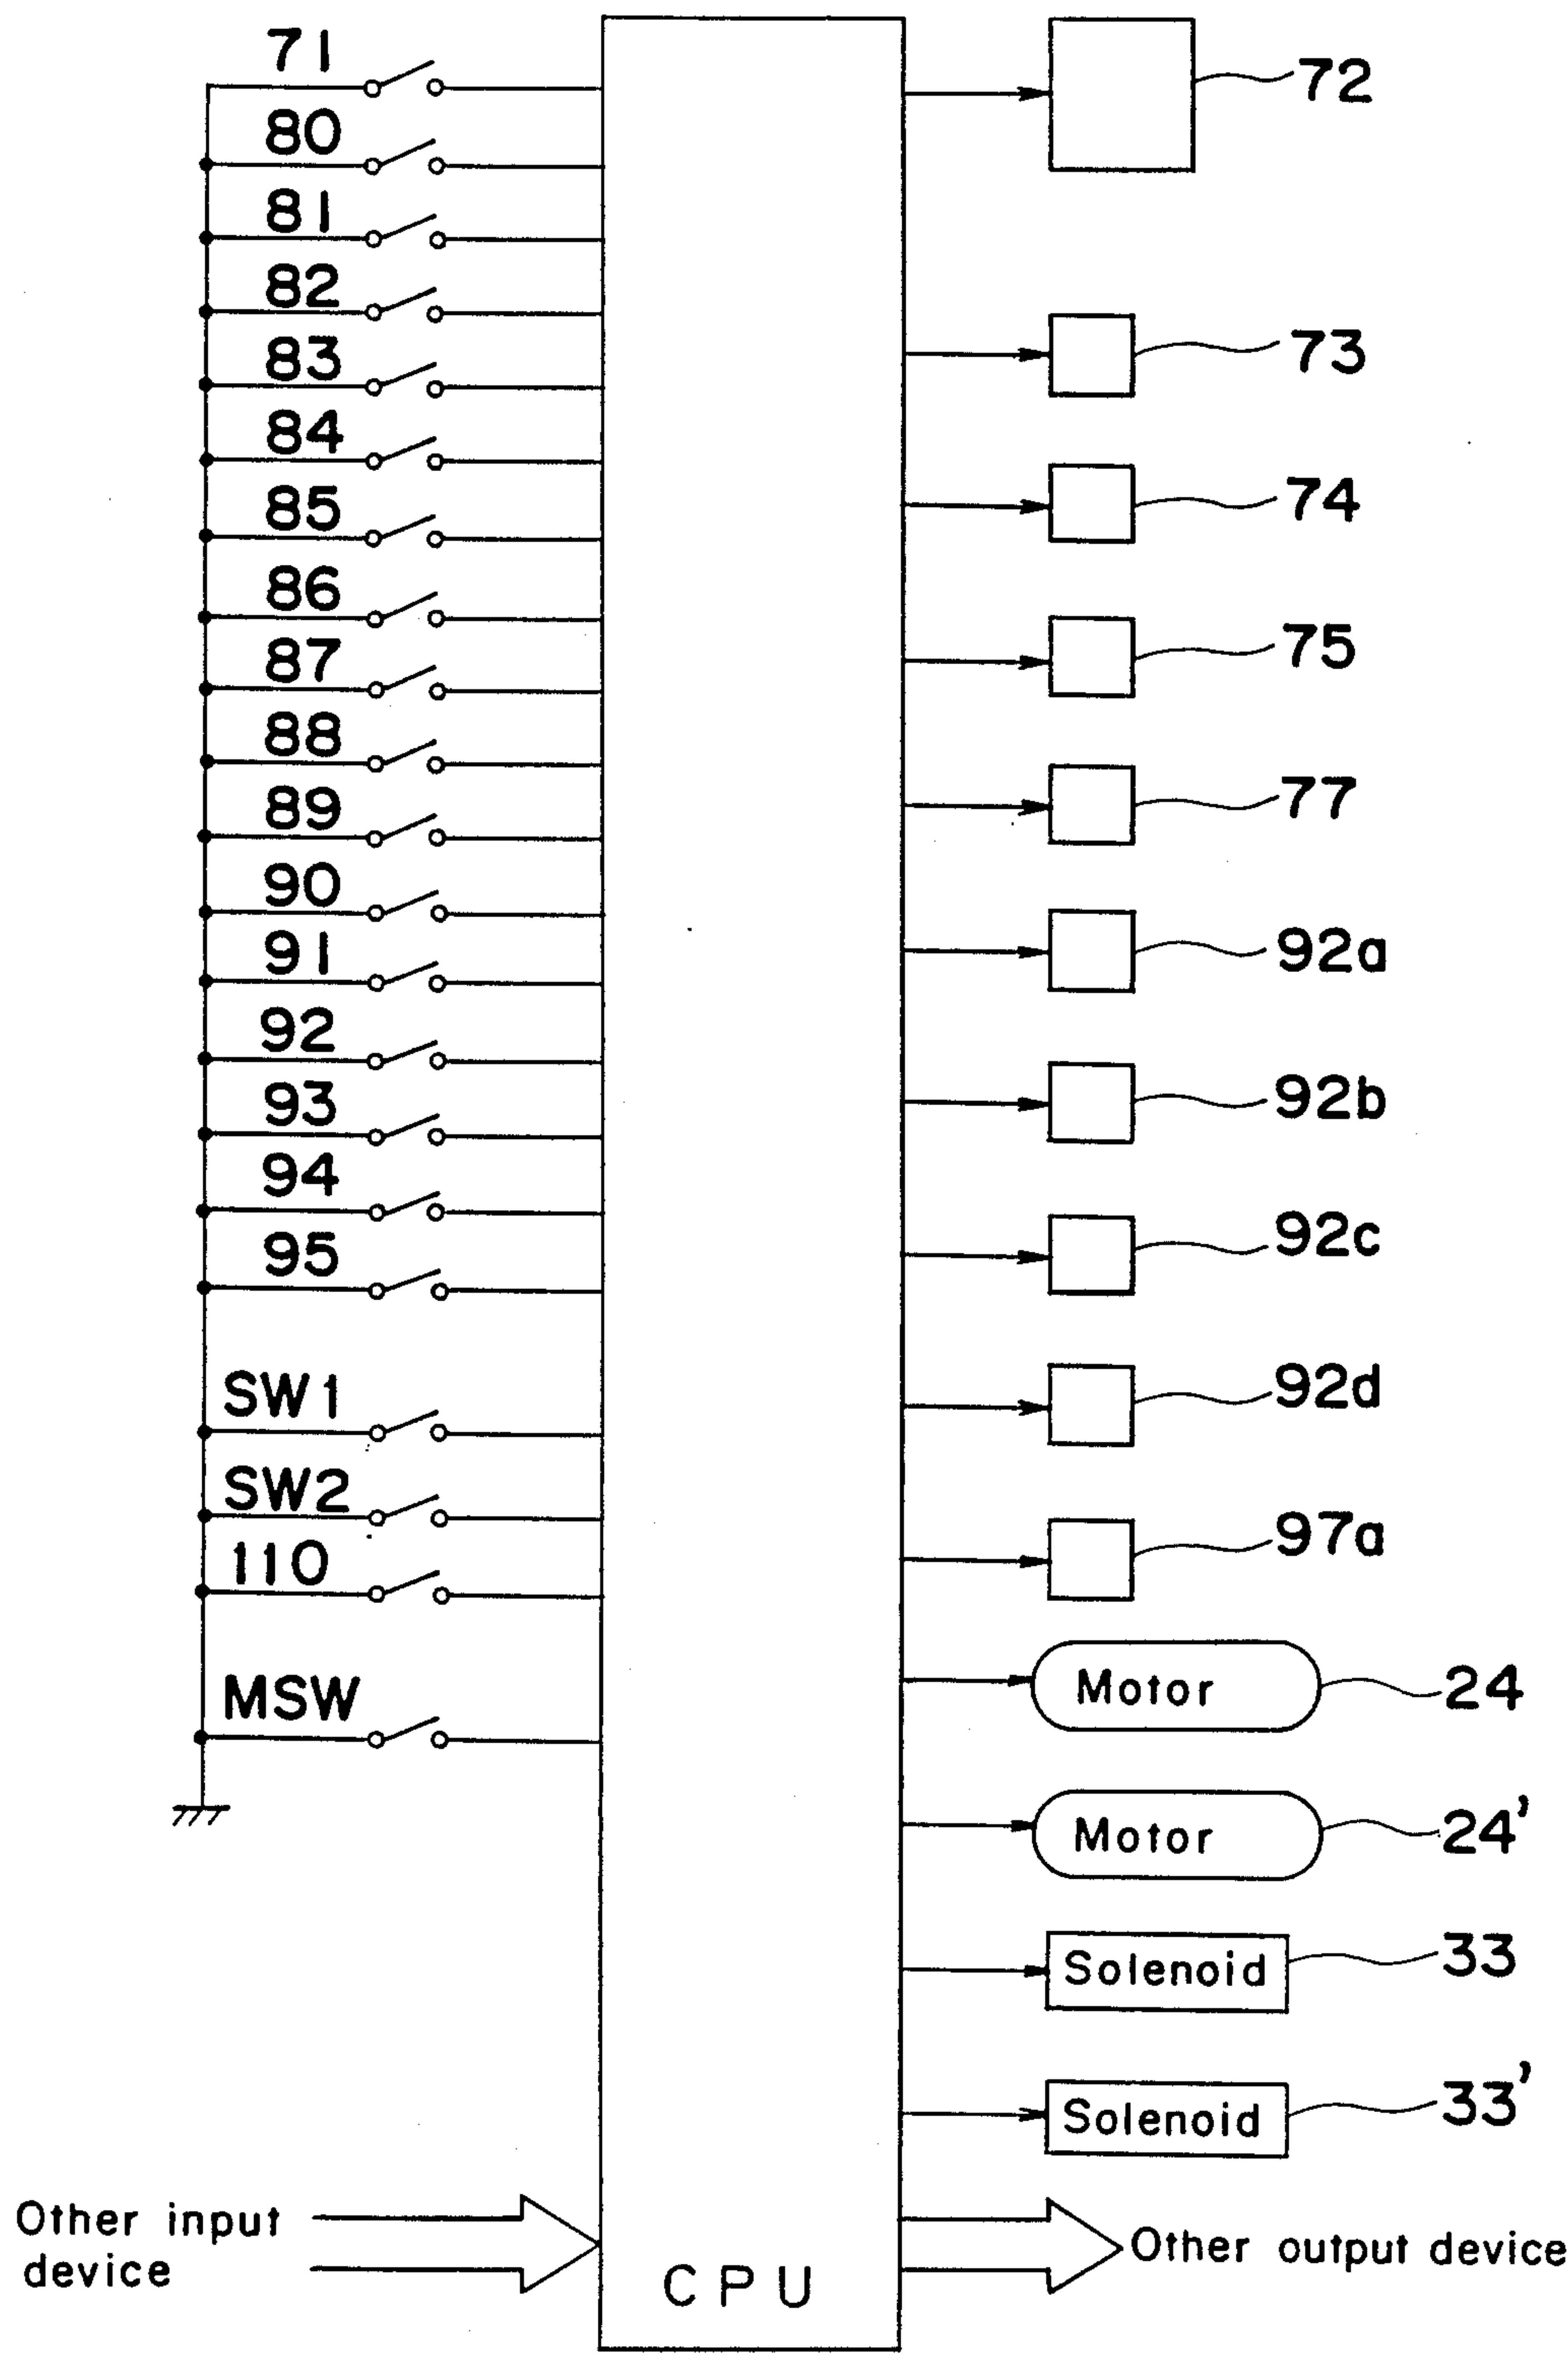 71
80
81
82
83
84
85
86
87
88
89
90
91
92
93
94
95
SW1
SW2
110
MSW
Other input
device
CPU
72
73
74
75
77
92a
92b
92c
92d
97a
Motor
24
Motor
24'
Solenoid
33
Solenoid
33'
Other output device